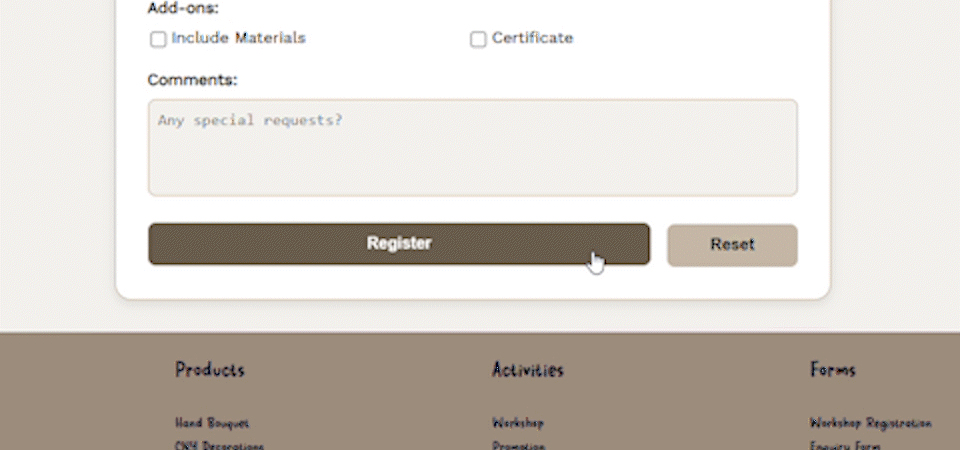 Add-ons:
Include Materials Certificate
Comments:
Any special requests?
Register Reset
Products Activities Forms
Hand Bouquet Workshop Workshop Registration
CNY Decorations Promotion Enquiry Form